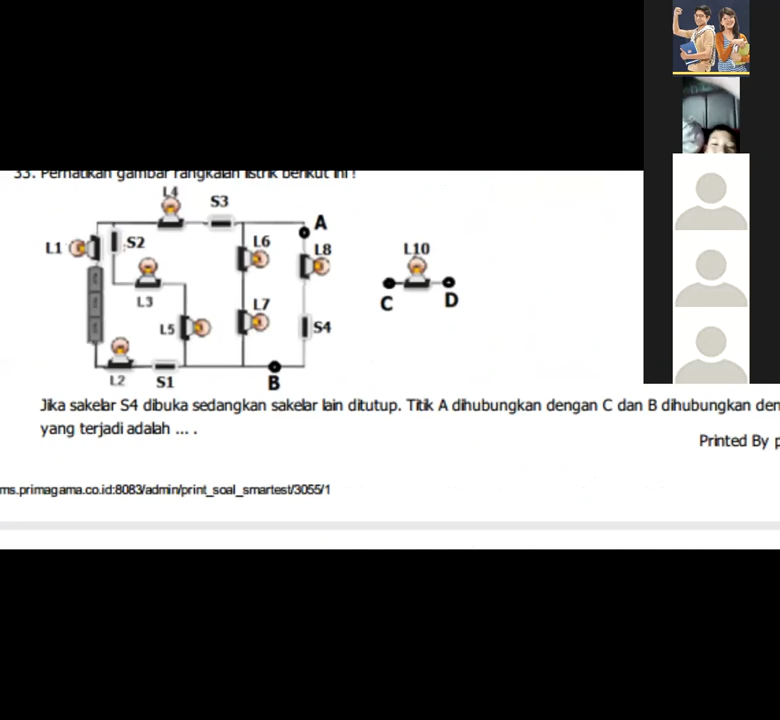 33. Perhatikan gambar rangkaian listrik berikut ini !
L4
S3
A
L1
S2
L6
L8
L10
L3
L7
C
D
L5
S4
L2
S1
B
Jika sakelar S4 dibuka sedangkan sakelar lain ditutup. Titik A dihubungkan dengan C dan B dihubungkan den
yang terjadi adalah ... .
Printed By p
ms.primagama.co.id:8083/admin/print_soal_smartest/3055/1